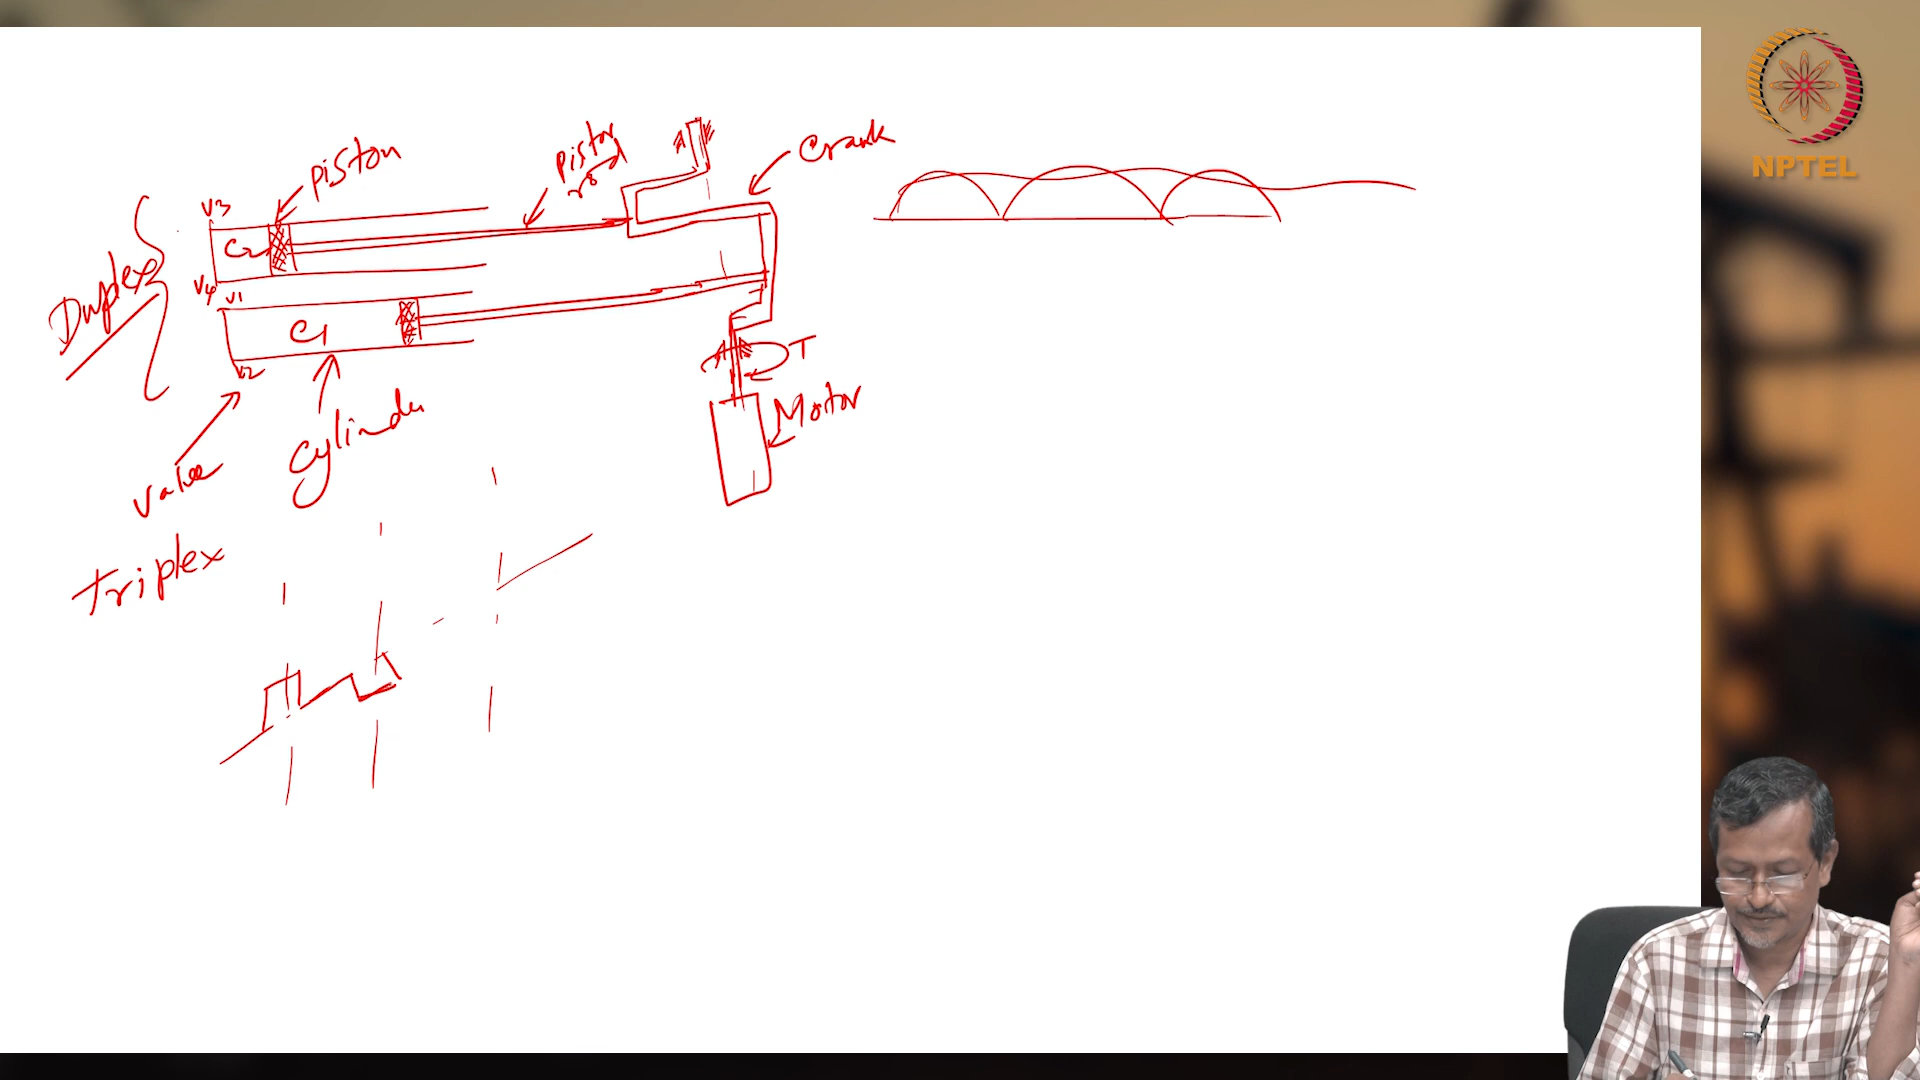 NPTEL
piston
piston
rod
Crank
V3
C2
V4
V1
C1
V2
Duplex
T
Motor
Cylinder
Valve
Triplex